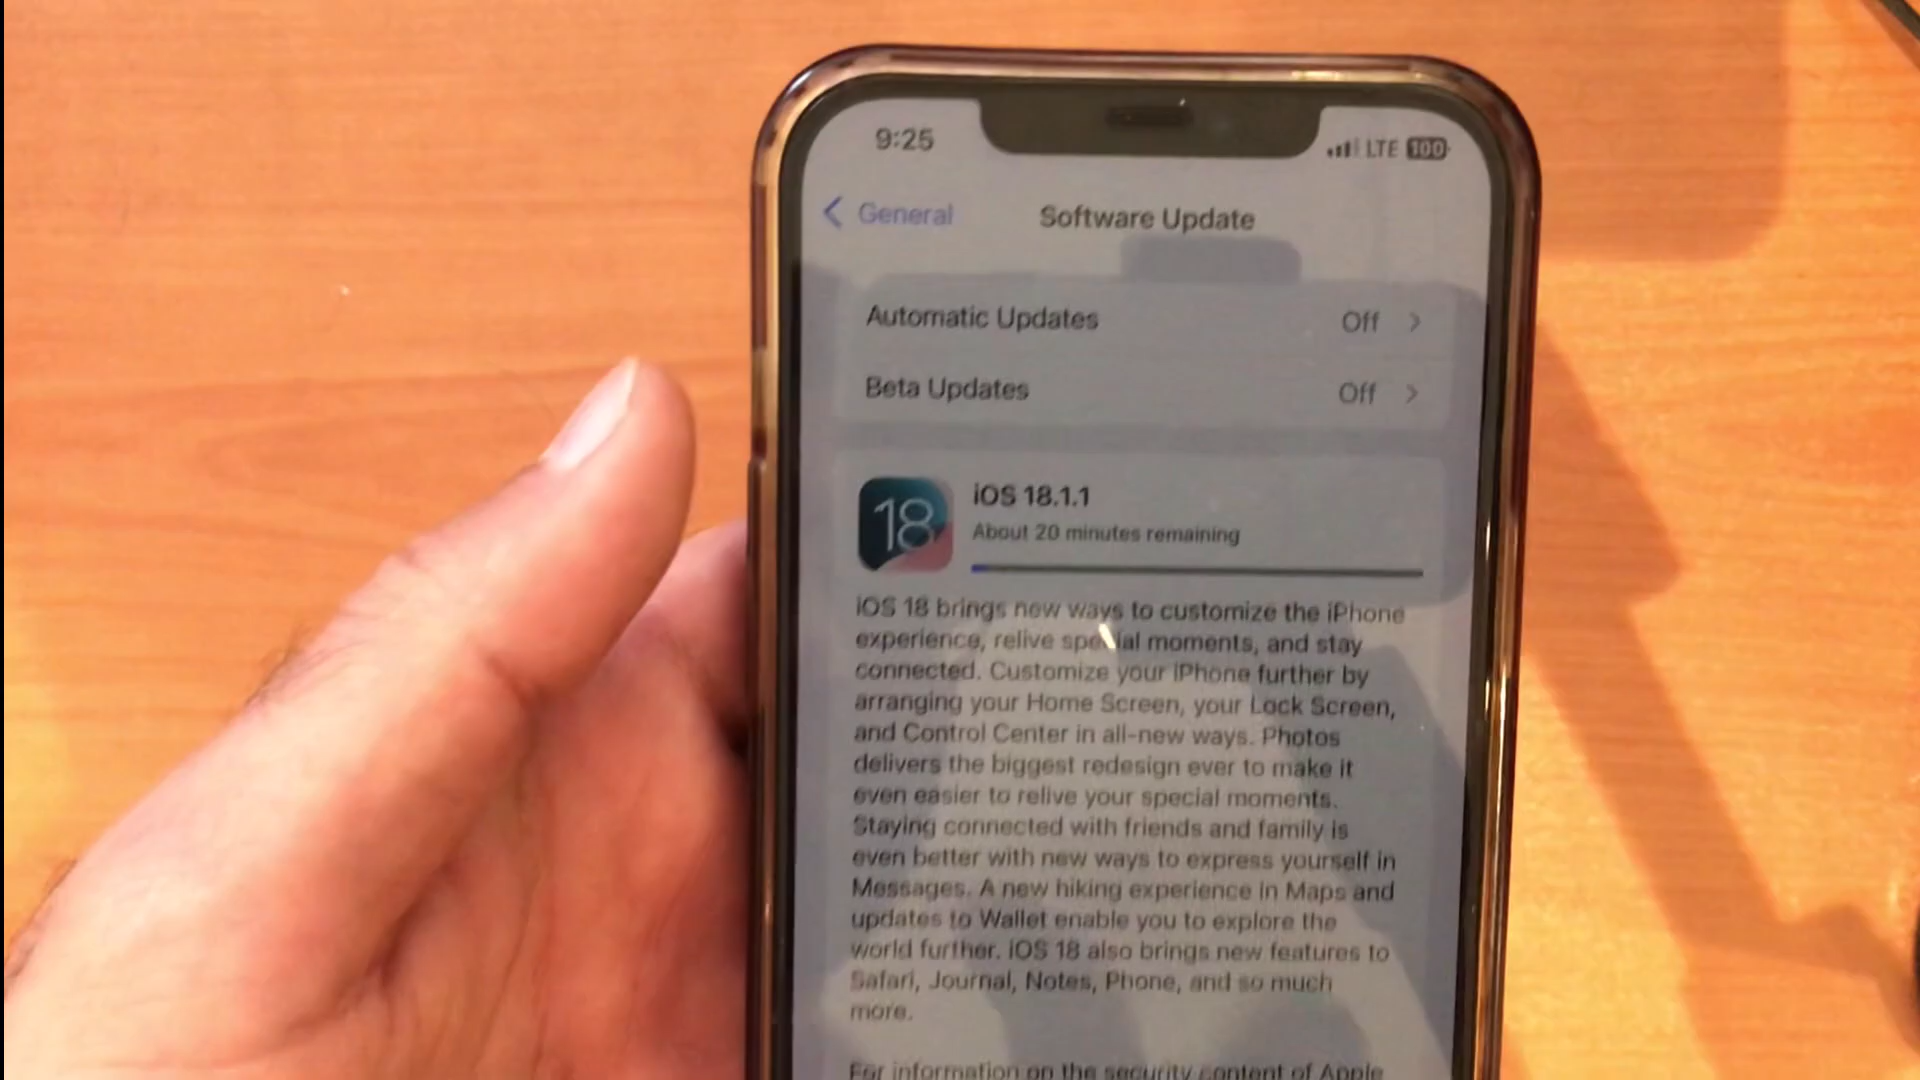 9:25
LTE 100
General
Software Update
Automatic Updates Off
Beta Updates Off
18
iOS 18.1.1
About 20 minutes remaining
iOS 18 brings new ways to customize the iPhone
experience, relive special moments, and stay
connected. Customize your iPhone further by
arranging your Home Screen, your Lock Screen,
and Control Center in all-new ways. Photos
delivers the biggest redesign ever to make it
even easier to relive your special moments.
Staying connected with friends and family is
even better with new ways to express yourself in
Messages. A new hiking experience in Maps and
updates to Wallet enable you to explore the
world further. iOS 18 also brings new features to
Safari, Journal, Notes, Phone, and so much
more.
For information on the security content of Apple